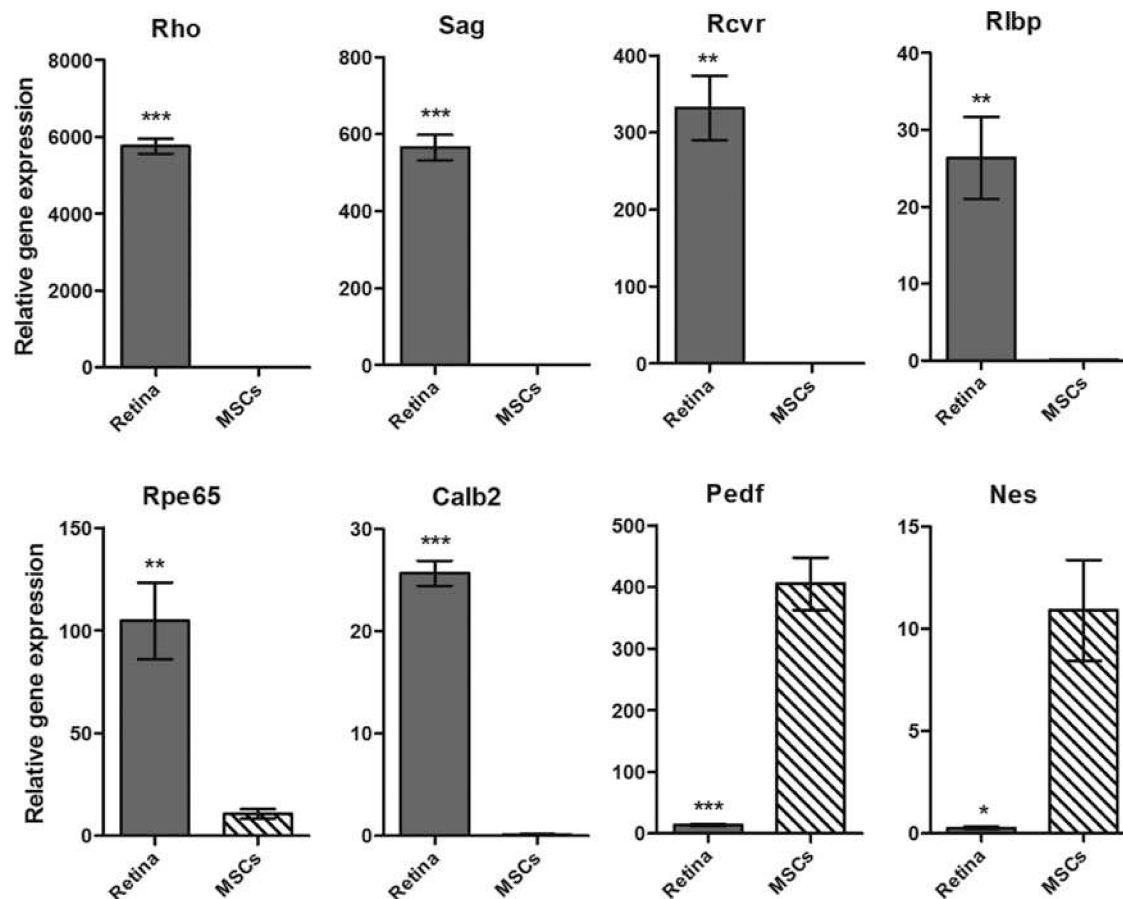 Rho
Sag
Rcvr
Rlbp
Relative gene expression
8000
6000
4000
2000
0
***
Retina
MSCs
800
600
400
200
0
***
Retina
MSCs
400
300
200
100
0
**
Retina
MSCs
40
30
20
10
0
**
Retina
MSCs
Rpe65
Calb2
Pedf
Nes
Relative gene expression
150
100
50
0
**
Retina
MSCs
30
20
10
0
***
Retina
MSCs
500
400
300
200
100
0
***
Retina
MSCs
15
10
5
0
*
Retina
MSCs